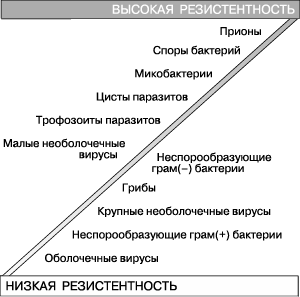 ВЫСОКАЯ РЕЗИСТЕНТНОСТЬ
Прионы
Споры бактерий
Микобактерии
Цисты паразитов
Трофозоиты паразитов
Малые необолочечные
вирусы
Неспорообразующие
грам(−) бактерии
Грибы
Крупные необолочечные вирусы
Неспорообразующие грам(+) бактерии
Оболочечные вирусы
НИЗКАЯ РЕЗИСТЕНТНОСТЬ